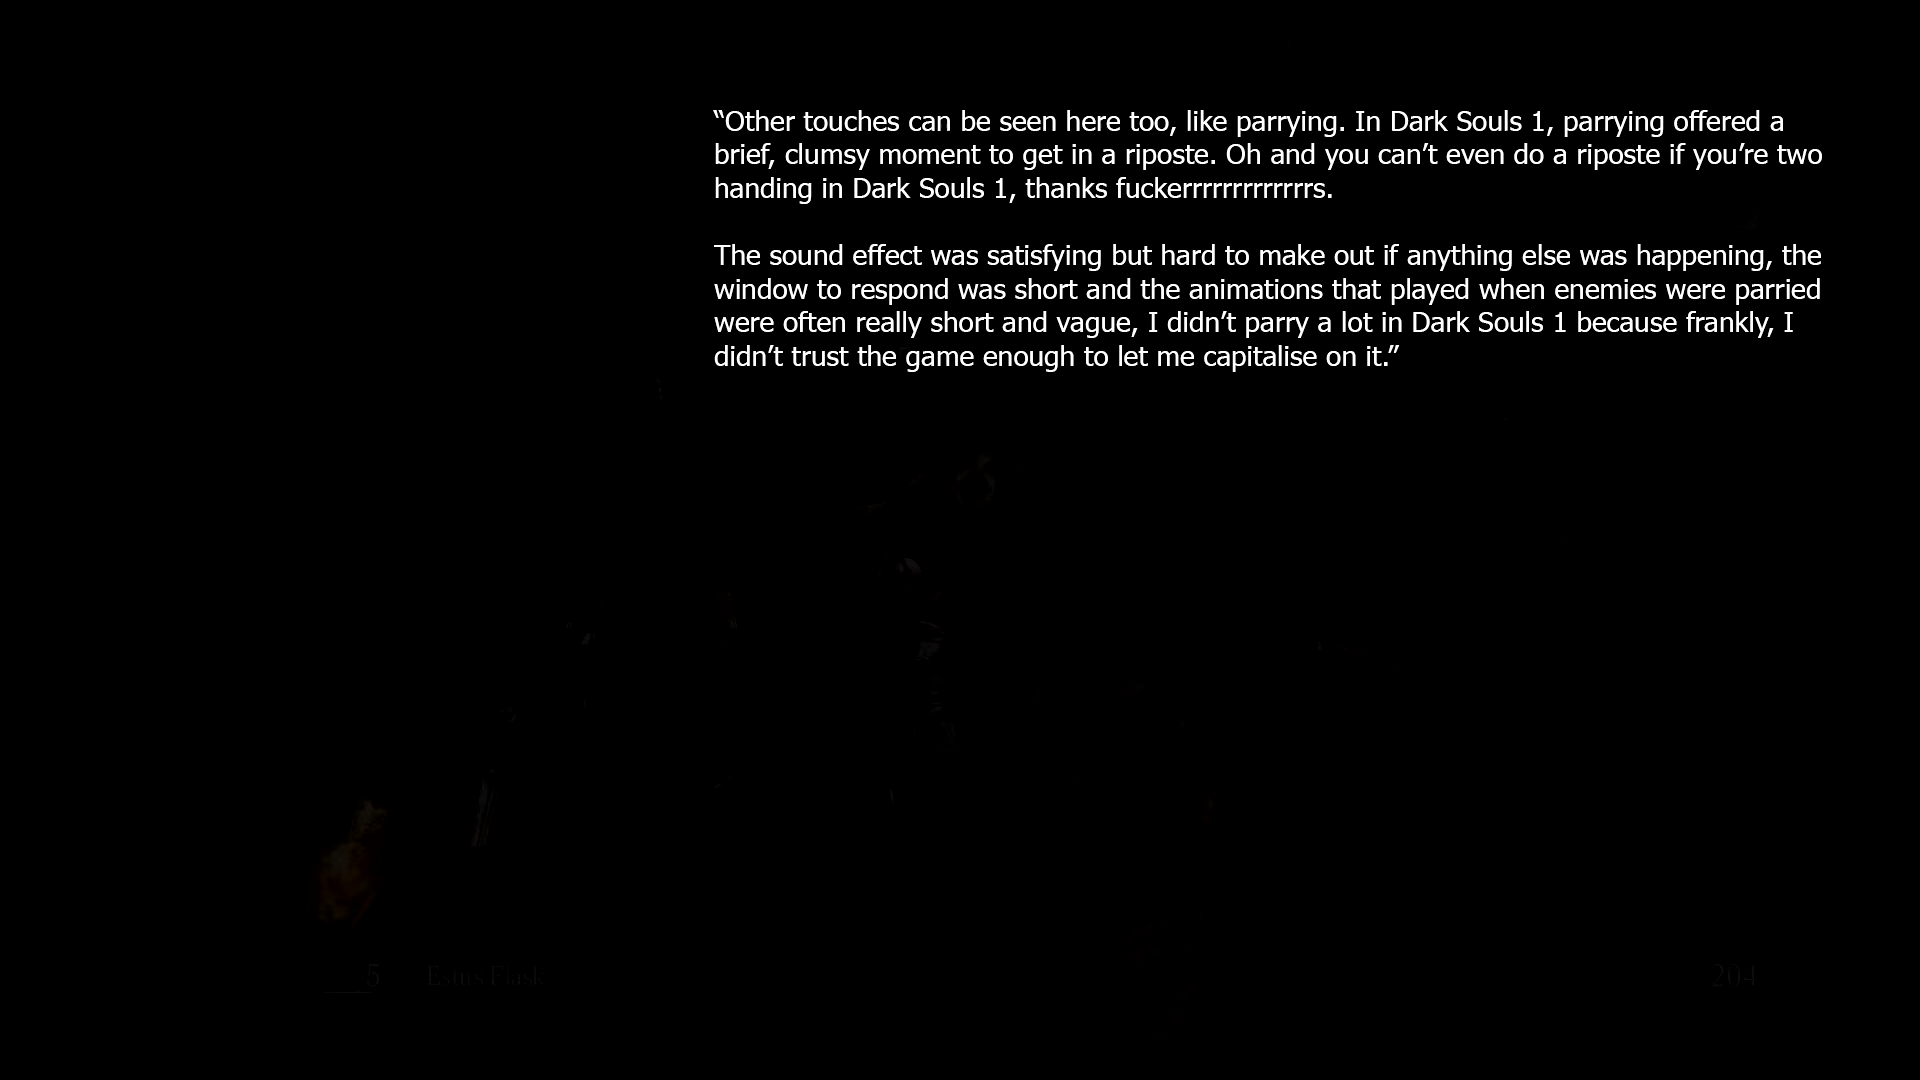 “Other touches can be seen here too, like parrying. In Dark Souls 1, parrying offered a
brief, clumsy moment to get in a riposte. Oh and you can’t even do a riposte if you’re two
handing in Dark Souls 1, thanks fuckerrrrrrrrrrrrrrs.
The sound effect was satisfying but hard to make out if anything else was happening, the
window to respond was short and the animations that played when enemies were parried
were often really short and vague, I didn’t parry a lot in Dark Souls 1 because frankly, I
didn’t trust the game enough to let me capitalise on it.”
5 Estus Flask
204